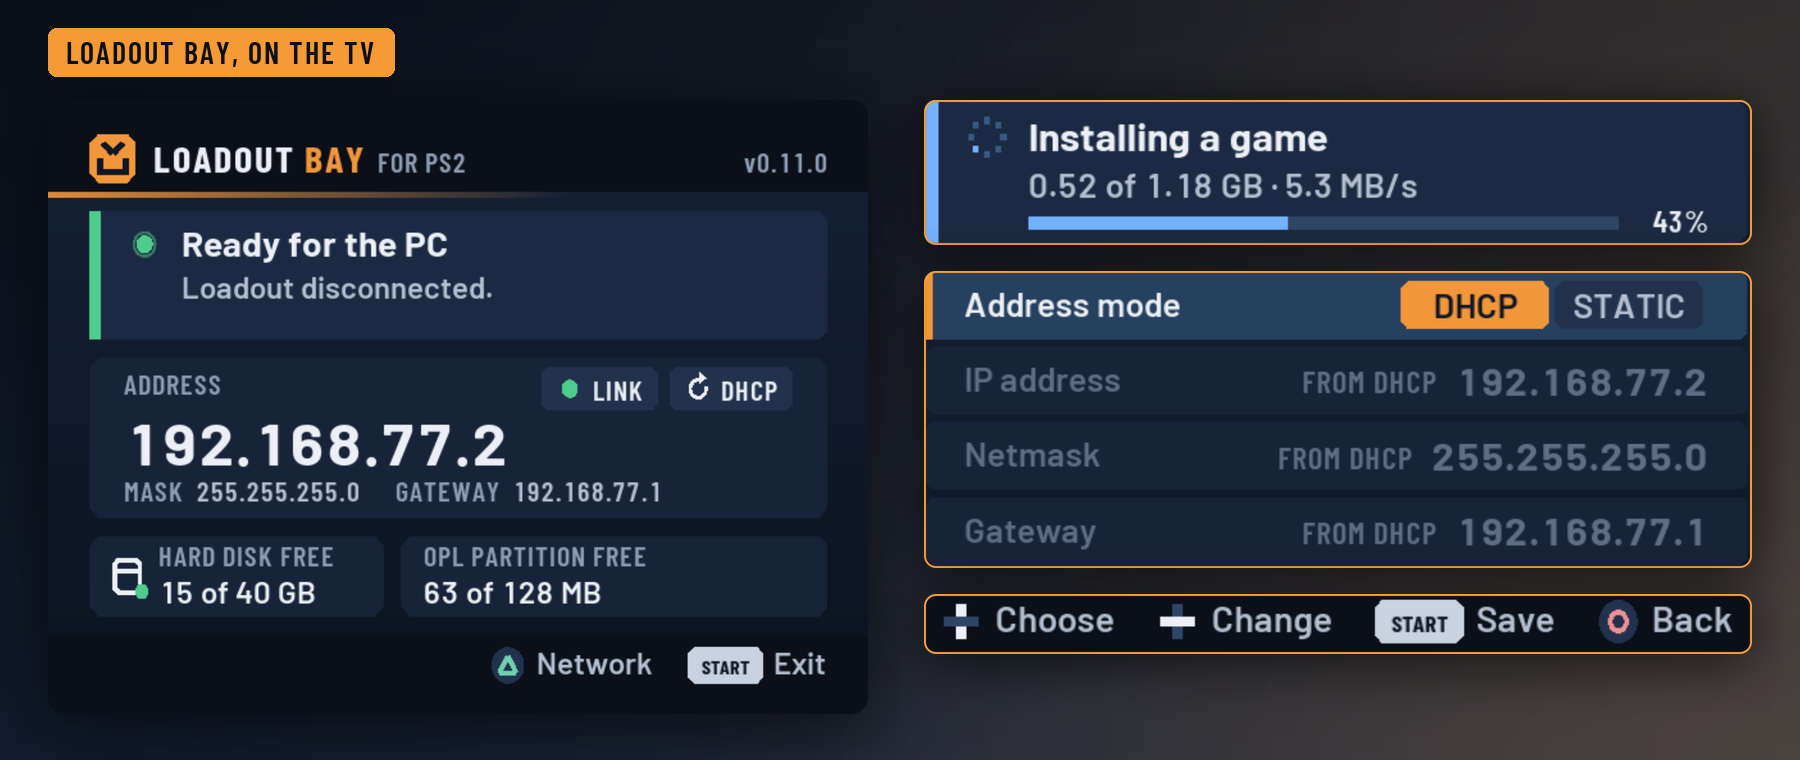 LOADOUT BAY, ON THE TV
LOADOUT BAY FOR PS2 v0.11.0
Ready for the PC
Loadout disconnected.
ADDRESS LINK DHCP
192.168.77.2
MASK 255.255.255.0 GATEWAY 192.168.77.1
HARD DISK FREE
15 of 40 GB
OPL PARTITION FREE
63 of 128 MB
Network START Exit
Installing a game
0.52 of 1.18 GB · 5.3 MB/s
43%
Address mode DHCP STATIC
IP address FROM DHCP 192.168.77.2
Netmask FROM DHCP 255.255.255.0
Gateway FROM DHCP 192.168.77.1
Choose Change START Save Back